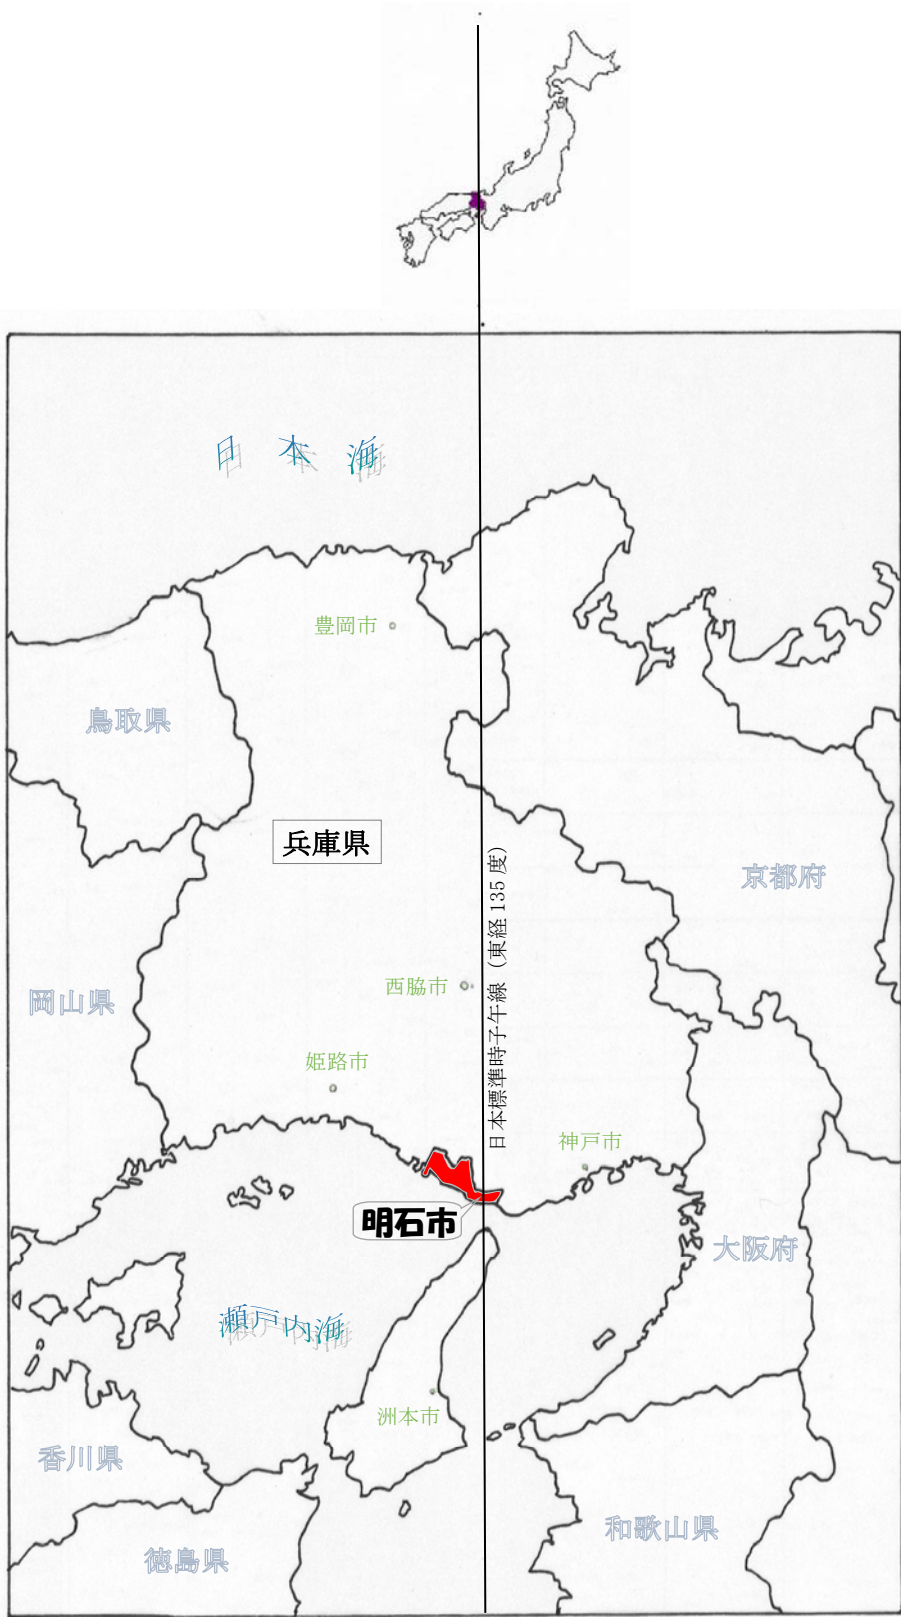 日本海
豊岡市
鳥取県
兵庫県
京都府
日本標準時子午線（東経135度）
西脇市
岡山県
姫路市
神戸市
明石市
大阪府
瀬戸内海
洲本市
香川県
和歌山県
徳島県